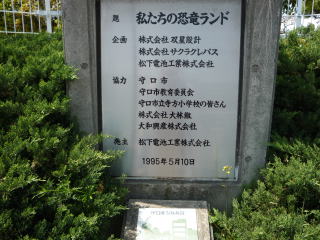 題 私たちの恐竜ランド
企画 株式会社 双星設計
株式会社サクラクレパス
松下電池工業株式会社
協力 守口市
守口市教育委員会
守口市立寺方小学校の皆さん
株式会社 大林組
大和興産株式会社
施主 松下電池工業株式会社
1995年5月10日